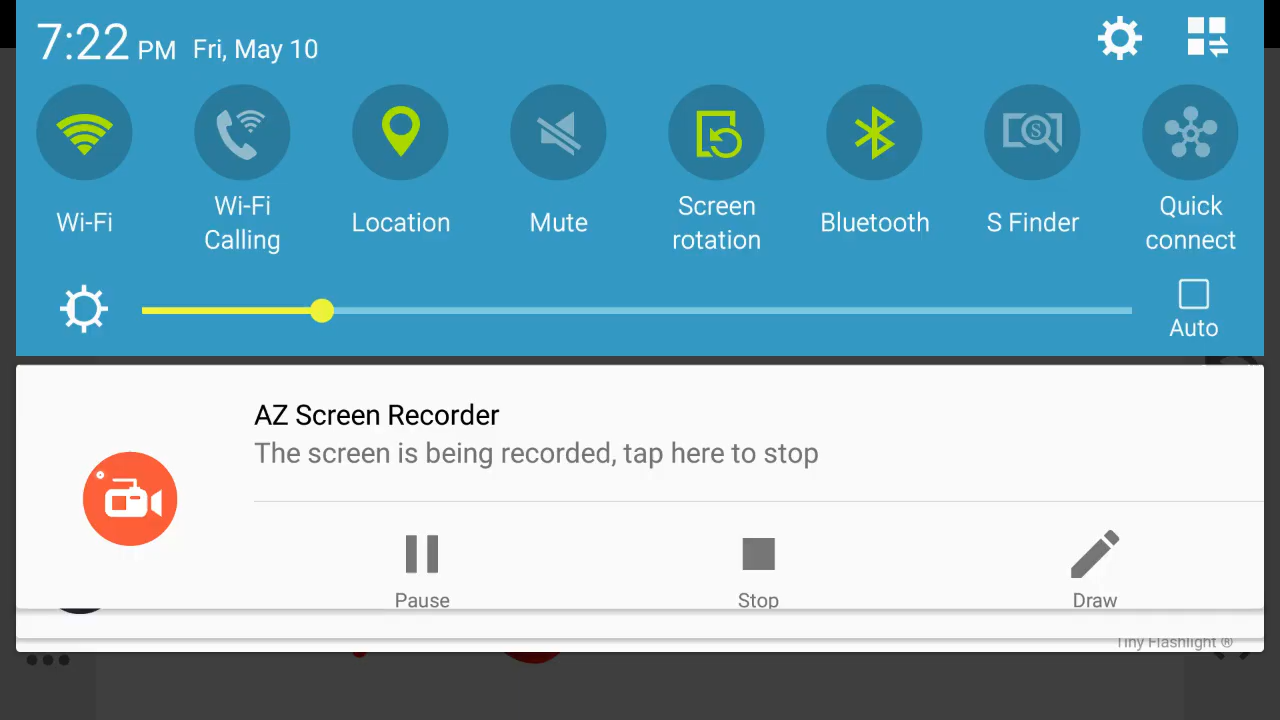 7:22 PM Fri, May 10
Wi-Fi
Wi-Fi
Calling
Location
Mute
Screen
rotation
Bluetooth
S Finder
Quick
connect
Auto
AZ Screen Recorder
The screen is being recorded, tap here to stop
Pause
Stop
Draw
Tiny Flashlight ®